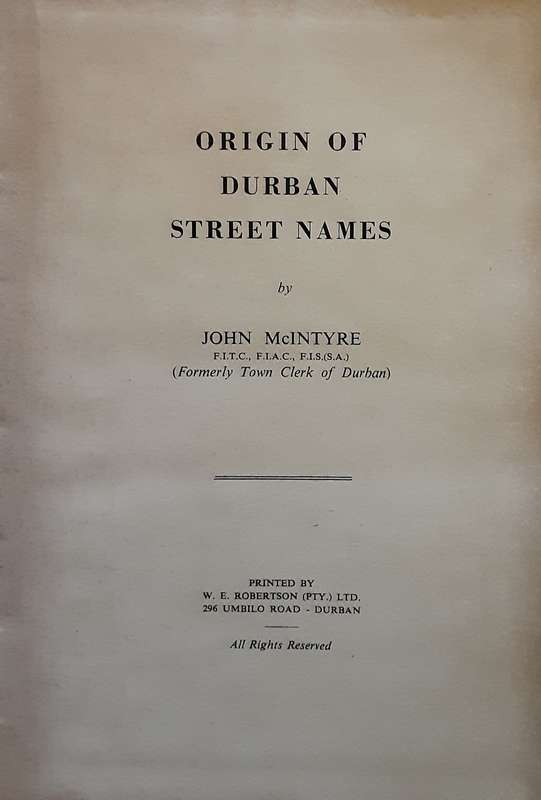 ORIGIN OF
DURBAN
STREET NAMES
by
JOHN McINTYRE
F.I.T.C., F.I.A.C., F.I.S.(S.A.)
(Formerly Town Clerk of Durban)
PRINTED BY
W. E. ROBERTSON (PTY.) LTD.
296 UMBILO ROAD - DURBAN
All Rights Reserved